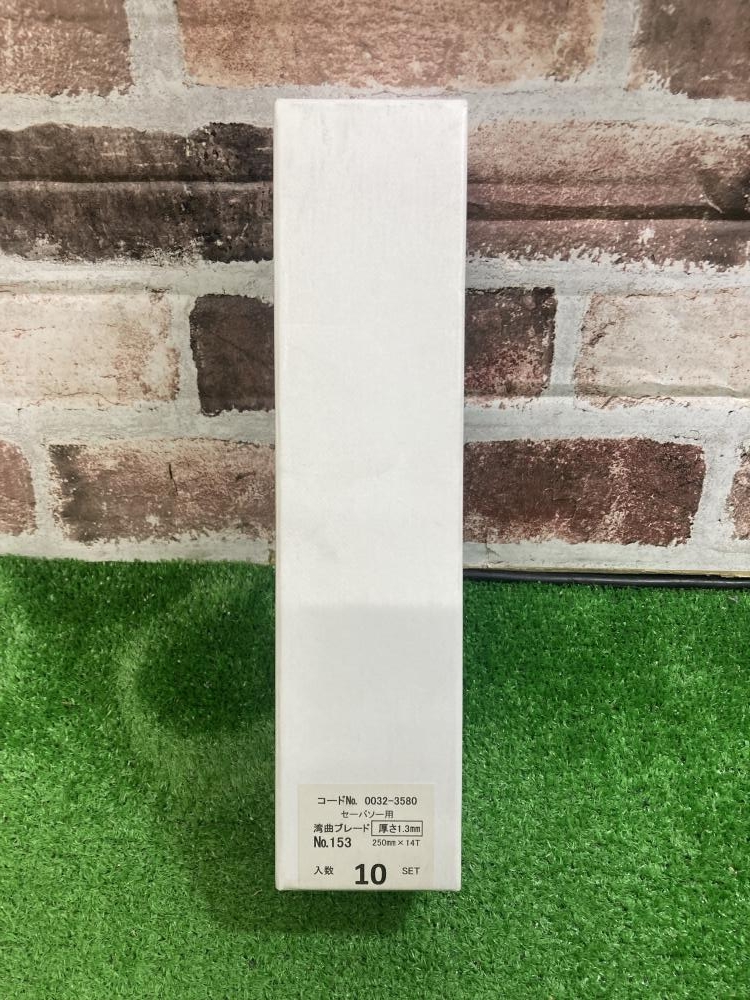 コードNo. 0032-3580
セーバソー用
湾曲ブレード 厚さ1.3mm
No.153 250mm×14T
入数 10 SET